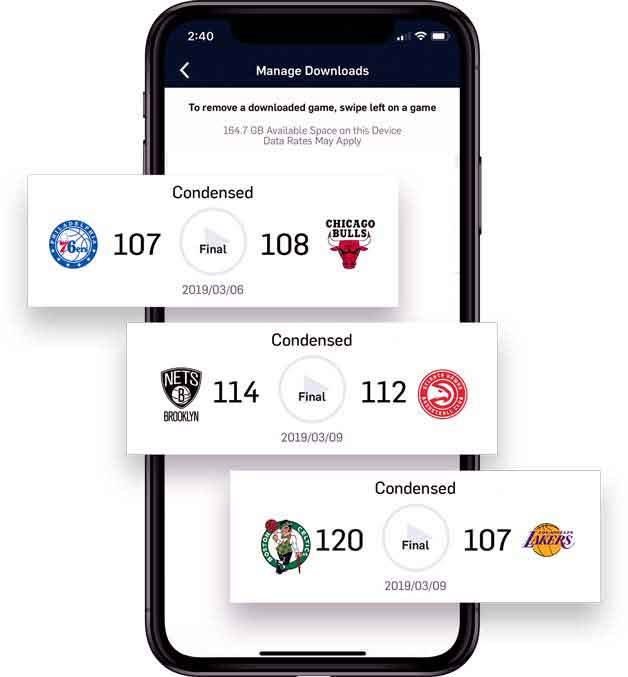 2:40
Manage Downloads
To remove a downloaded game, swipe left on a game
164.7 GB Available Space on this Device
Data Rates May Apply
Condensed
PHILADELPHIA
76ers
107
Final
108
CHICAGO
BULLS
2019/03/06
Condensed
NETS
B
BROOKLYN
114
Final
112
ATLANTA HAWKS
BASKETBALL CLUB
2019/03/09
Condensed
BOSTON
CELTICS
120
Final
107
LOS ANGELES
LAKERS
2019/03/09